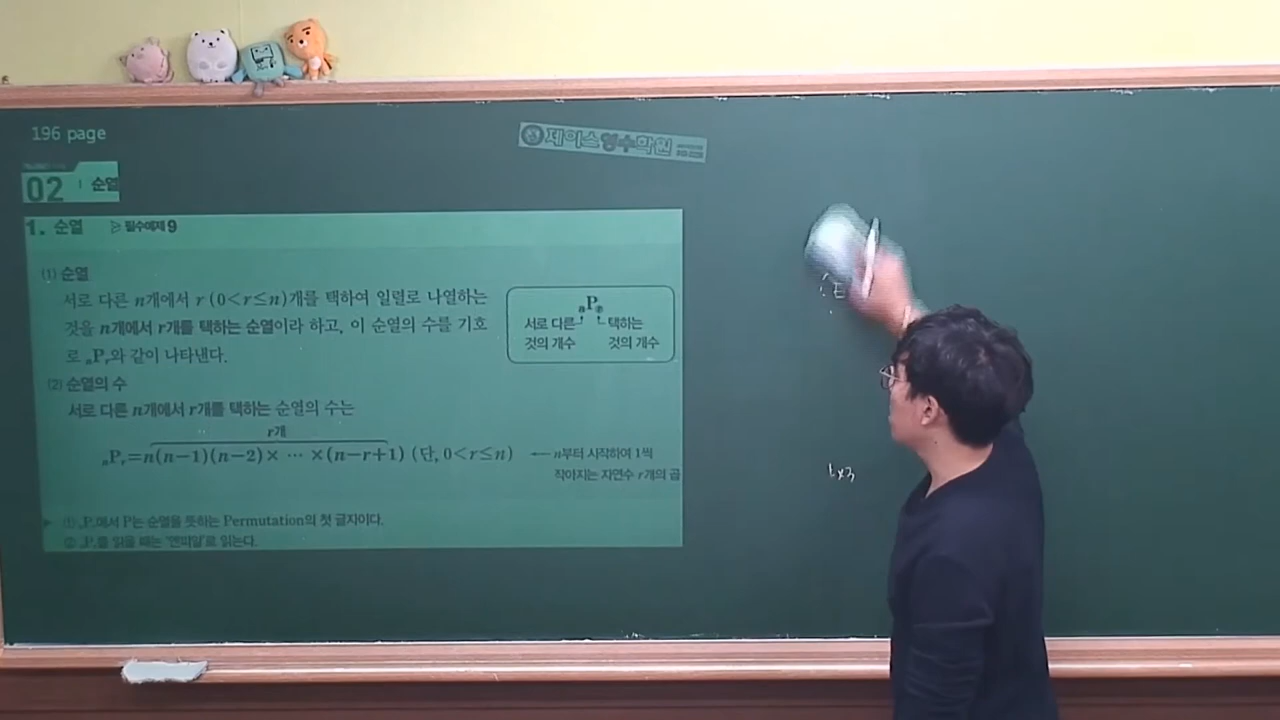 196 page
제이스영수학원
02 순열
1. 순열 ▷ 필수예제 9
(1) 순열
서로 다른 n개에서 r (0<r≤n)개를 택하여 일렬로 나열하는
것을 n개에서 r개를 택하는 순열이라 하고, 이 순열의 수를 기호
로 ₙPᵣ와 같이 나타낸다.
ₙPᵣ
서로 다른 택하는
것의 개수 것의 개수
(2) 순열의 수
서로 다른 n개에서 r개를 택하는 순열의 수는
r개
ₙPᵣ=n(n-1)(n-2)× ⋯ ×(n-r+1) (단, 0<r≤n) ← n부터 시작하여 1씩
작아지는 자연수 r개의 곱
▶ ① ₙPᵣ에서 P는 순열을 뜻하는 Permutation의 첫 글자이다.
② ₙPᵣ를 읽을 때는 '엔피알'로 읽는다.